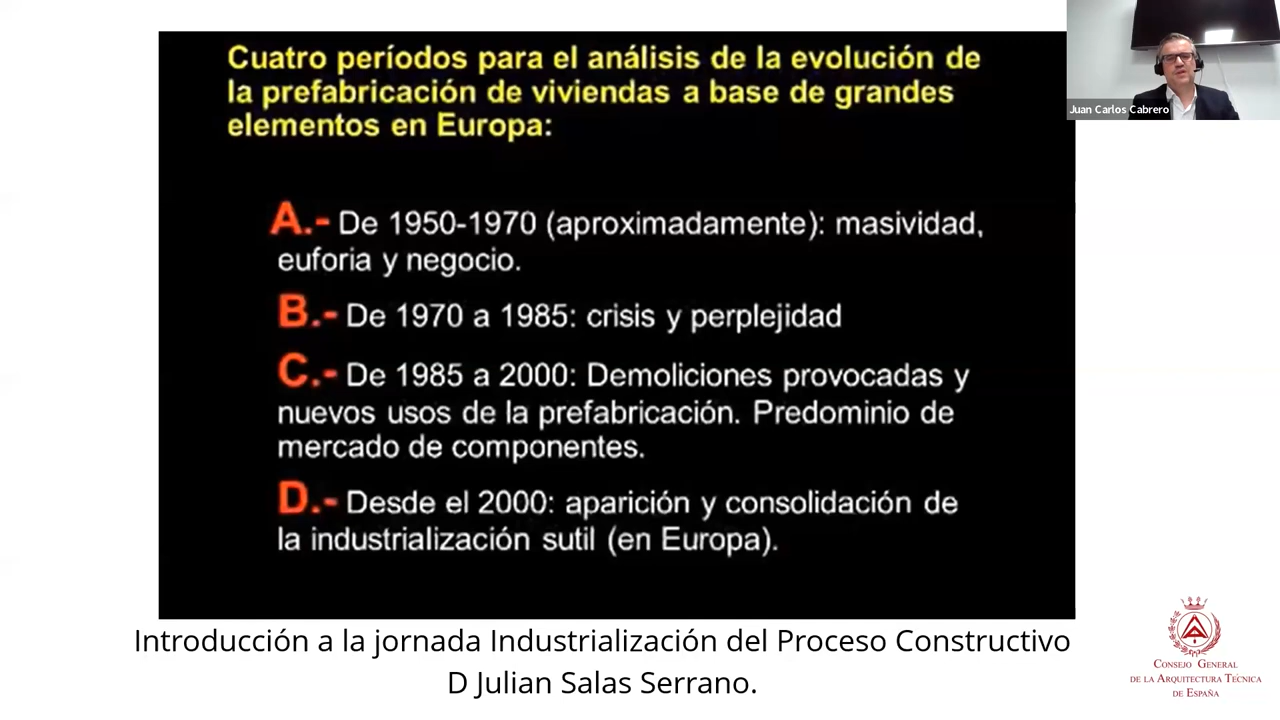 Cuatro períodos para el análisis de la evolución de
la prefabricación de viviendas a base de grandes
elementos en Europa:
A.- De 1950-1970 (aproximadamente): masividad,
euforia y negocio.
B.- De 1970 a 1985: crisis y perplejidad
C.- De 1985 a 2000: Demoliciones provocadas y
nuevos usos de la prefabricación. Predominio de
mercado de componentes.
D.- Desde el 2000: aparición y consolidación de
la industrialización sutil (en Europa).
Juan Carlos Cabrero
Introducción a la jornada Industrialización del Proceso Constructivo
D Julian Salas Serrano.
Consejo General
de la Arquitectura Técnica
de España